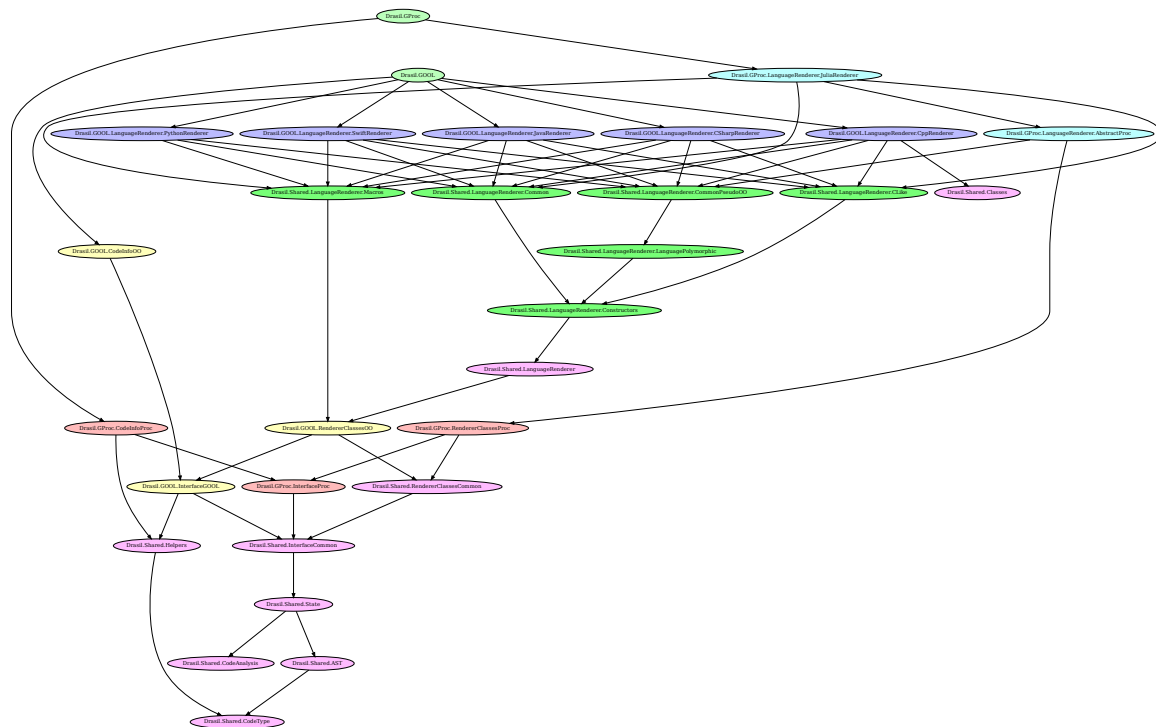 Drasil.GProc
Drasil.GOOL
Drasil.GProc.LanguageRenderer.JuliaRenderer
Drasil.GOOL.LanguageRenderer.PythonRenderer
Drasil.GOOL.LanguageRenderer.SwiftRenderer
Drasil.GOOL.LanguageRenderer.JavaRenderer
Drasil.GOOL.LanguageRenderer.CSharpRenderer
Drasil.GOOL.LanguageRenderer.CppRenderer
Drasil.GProc.LanguageRenderer.AbstractProc
Drasil.Shared.LanguageRenderer.Macros
Drasil.Shared.LanguageRenderer.Common
Drasil.Shared.LanguageRenderer.CommonPseudoOO
Drasil.Shared.LanguageRenderer.CLike
Drasil.Shared.Classes
Drasil.GOOL.CodeInfoOO
Drasil.Shared.LanguageRenderer.LanguagePolymorphic
Drasil.Shared.LanguageRenderer.Constructors
Drasil.Shared.LanguageRenderer
Drasil.GProc.CodeInfoProc
Drasil.GOOL.RendererClassesOO
Drasil.GProc.RendererClassesProc
Drasil.GOOL.InterfaceGOOL
Drasil.GProc.InterfaceProc
Drasil.Shared.RendererClassesCommon
Drasil.Shared.Helpers
Drasil.Shared.InterfaceCommon
Drasil.Shared.State
Drasil.Shared.CodeAnalysis
Drasil.Shared.AST
Drasil.Shared.CodeType